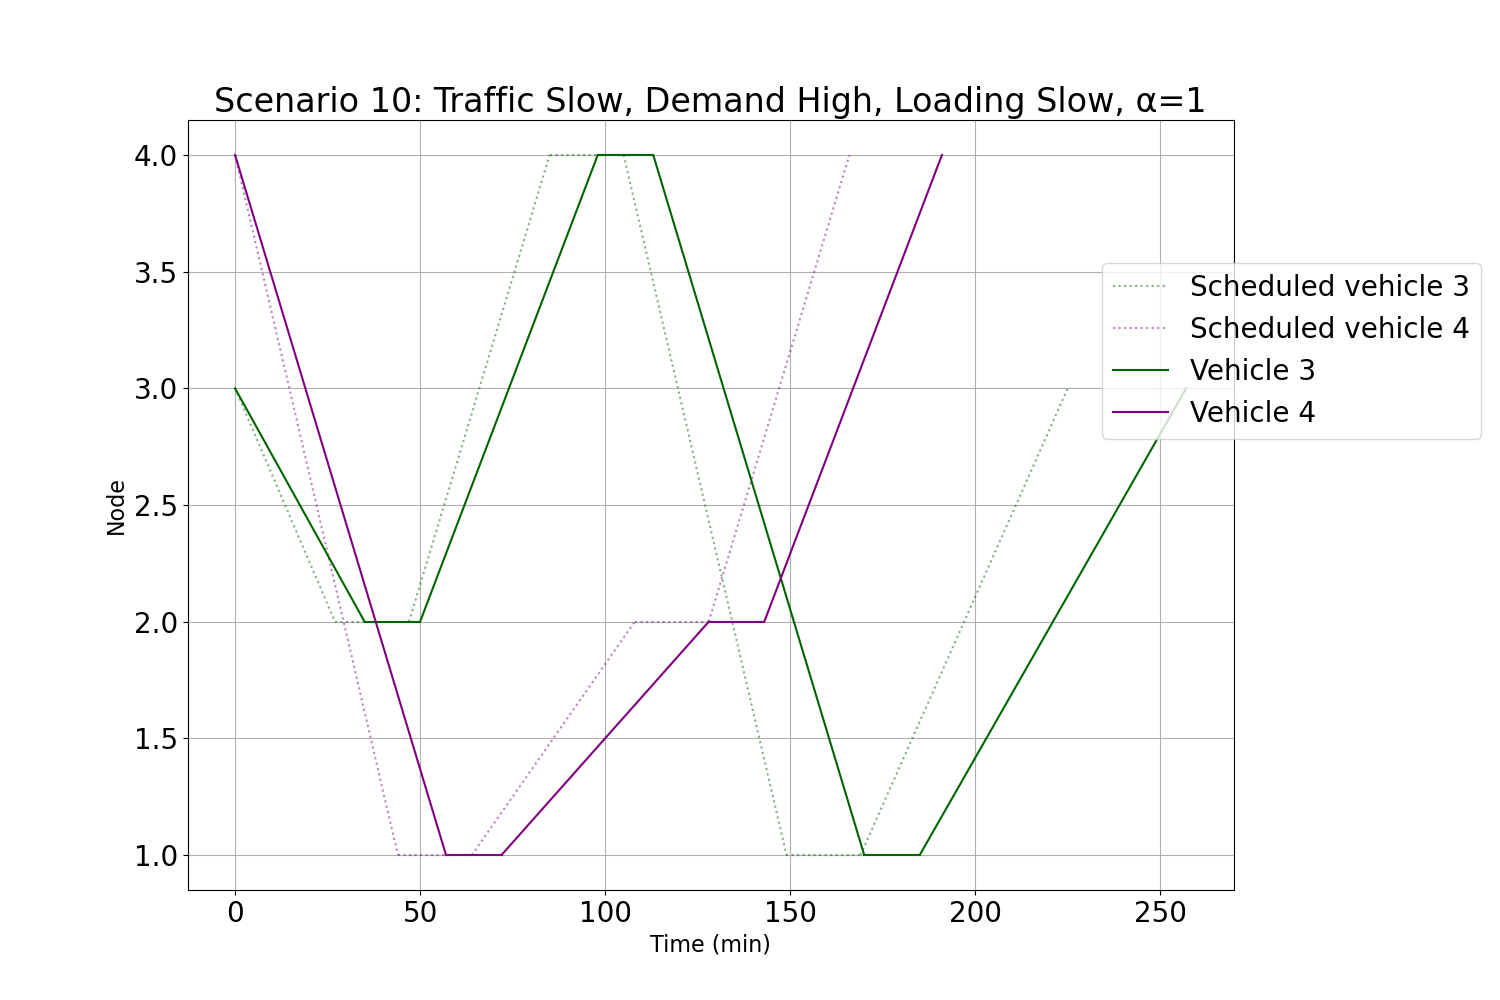 Scenario 10: Traffic Slow, Demand High, Loading Slow, α=1
4.0
3.5
3.0
2.5
2.0
1.5
1.0
Node
0 50 100 150 200 250
Time (min)
Scheduled vehicle 3
Scheduled vehicle 4
Vehicle 3
Vehicle 4